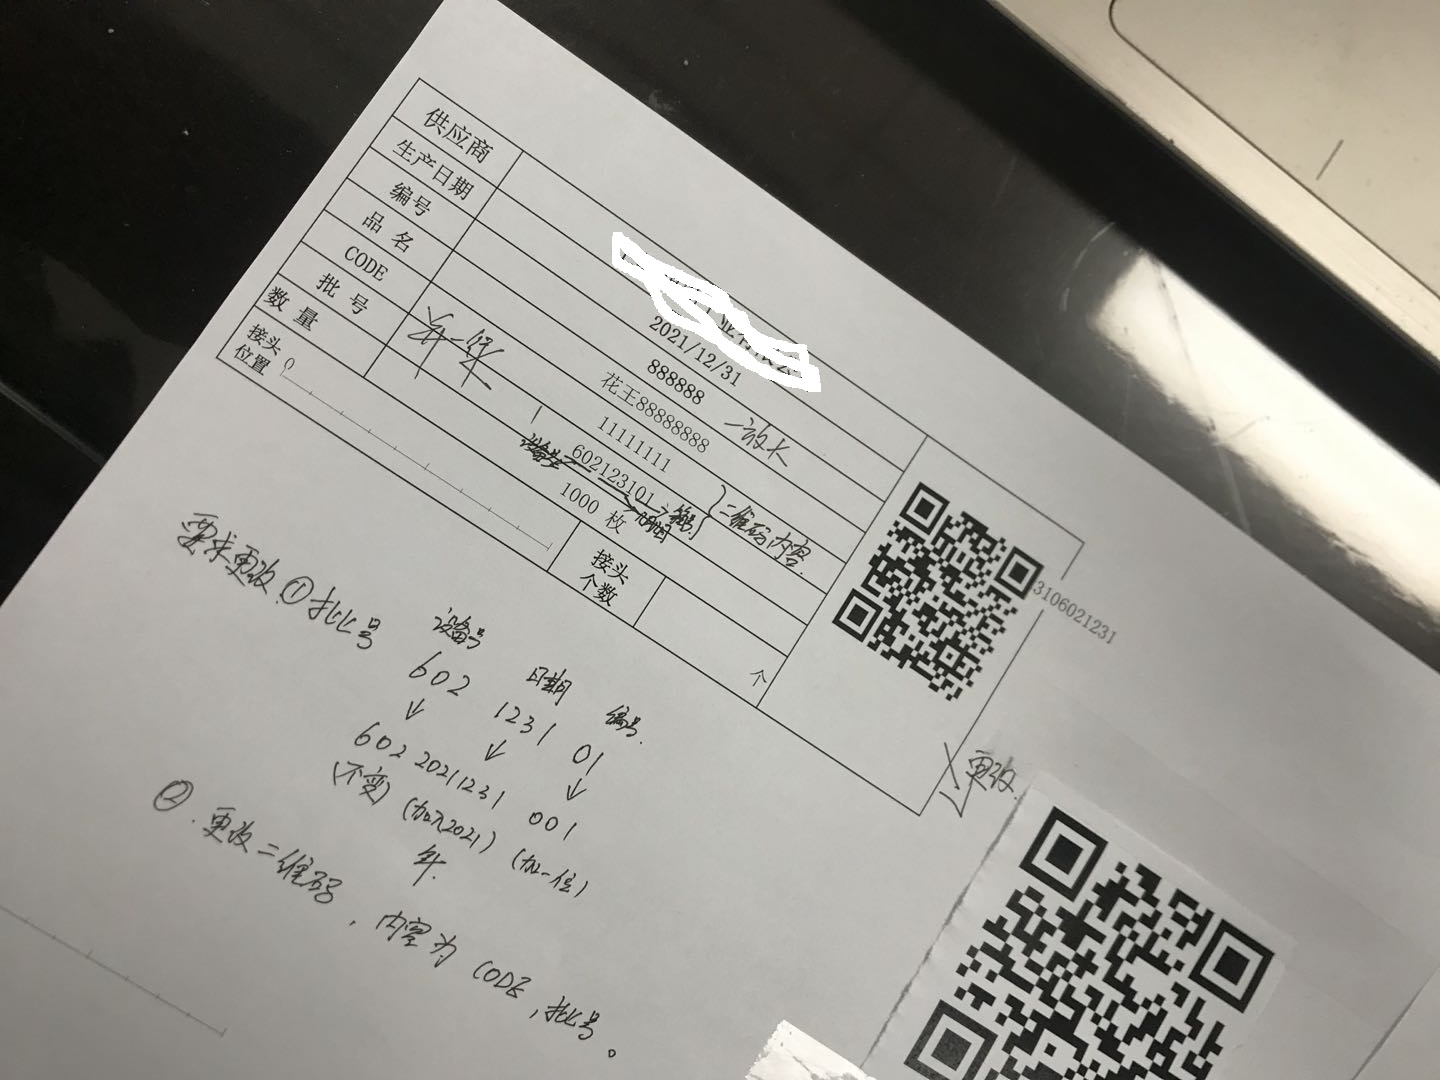 供应商
生产日期 2021/12/31
编号 888888
品名 花王88888888 一放大
CODE 11111111
批号 602123101 编号 二维码内容
日期
数量 1000 枚
接头位置 0
接头个数 个
3106021231
更改.
要求更改 ① 批号
设备号 日期 编号.
602 1231 01
602 20211231 001
(不变) (加入2021) (加一位)
年.
②. 更改二维码, 内容为 CODE, 批号。